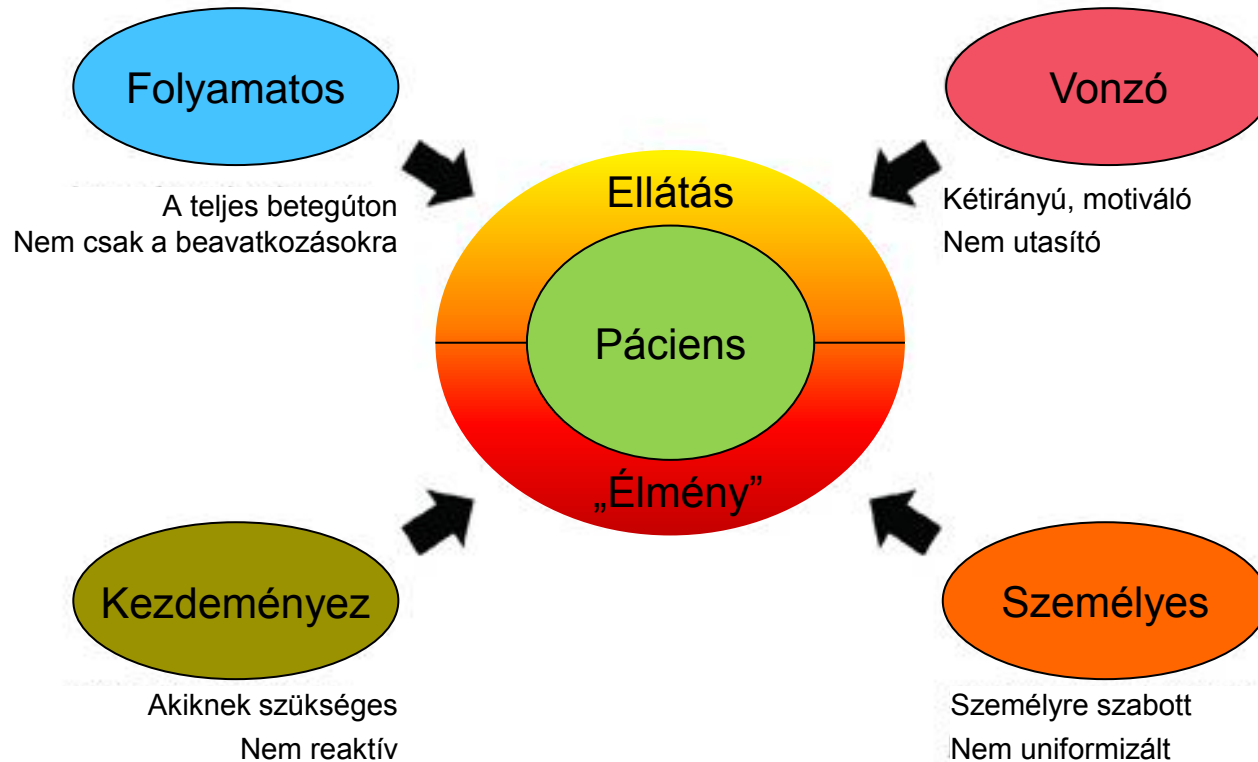 Folyamatos
A teljes betegúton
Nem csak a beavatkozásokra
Vonzó
Kétirányú, motiváló
Nem utasító
Ellátás
Páciens
„Élmény”
Kezdeményez
Akiknek szükséges
Nem reaktív
Személyes
Személyre szabott
Nem uniformizált